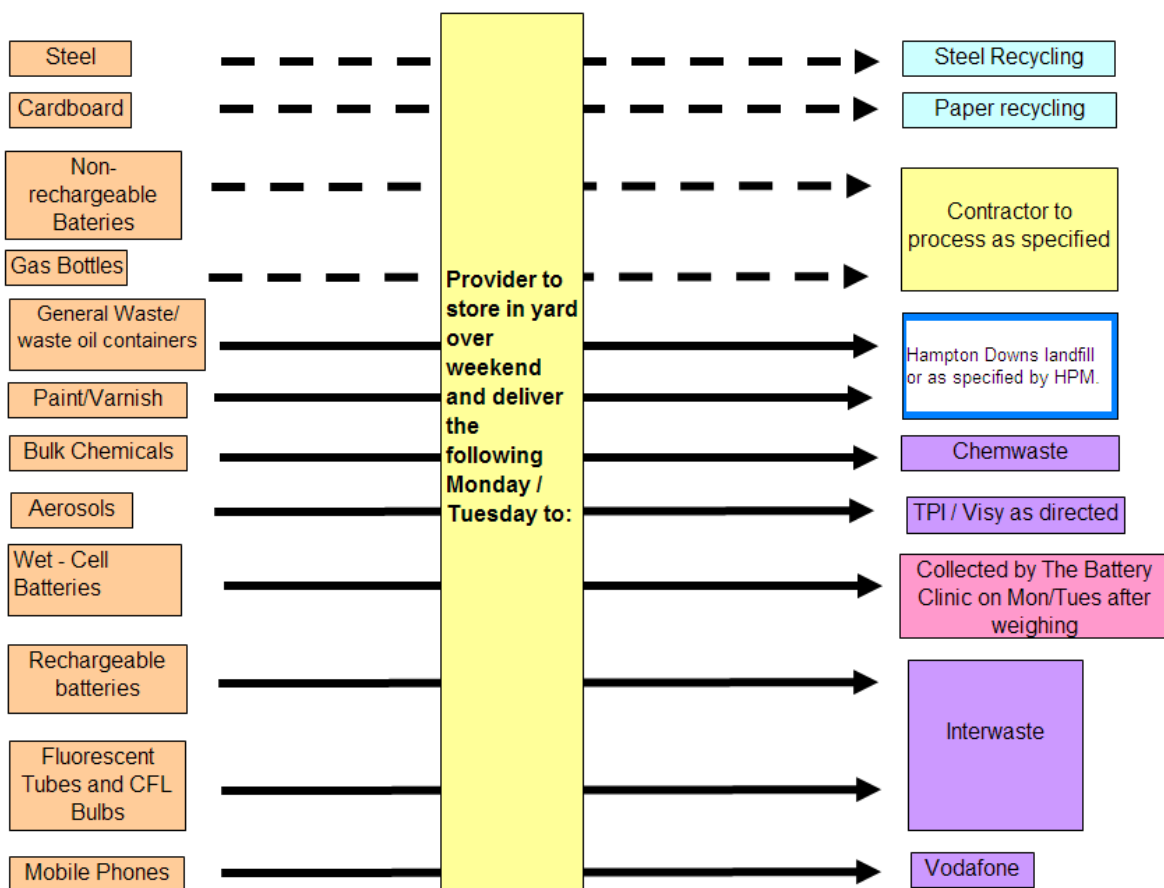 Steel
Cardboard
Non-
rechargeable
Bateries
Gas Bottles
General Waste/
waste oil containers
Paint/Varnish
Bulk Chemicals
Aerosols
Wet - Cell
Batteries
Rechargeable
batteries
Fluorescent
Tubes and CFL
Bulbs
Mobile Phones
Provider to
store in yard
over
weekend
and deliver
the
following
Monday /
Tuesday to:
Steel Recycling
Paper recycling
Contractor to
process as specified
Hampton Downs landfill
or as specified by HPM.
Chemwaste
TPI / Visy as directed
Collected by The Battery
Clinic on Mon/Tues after
weighing
Interwaste
Vodafone